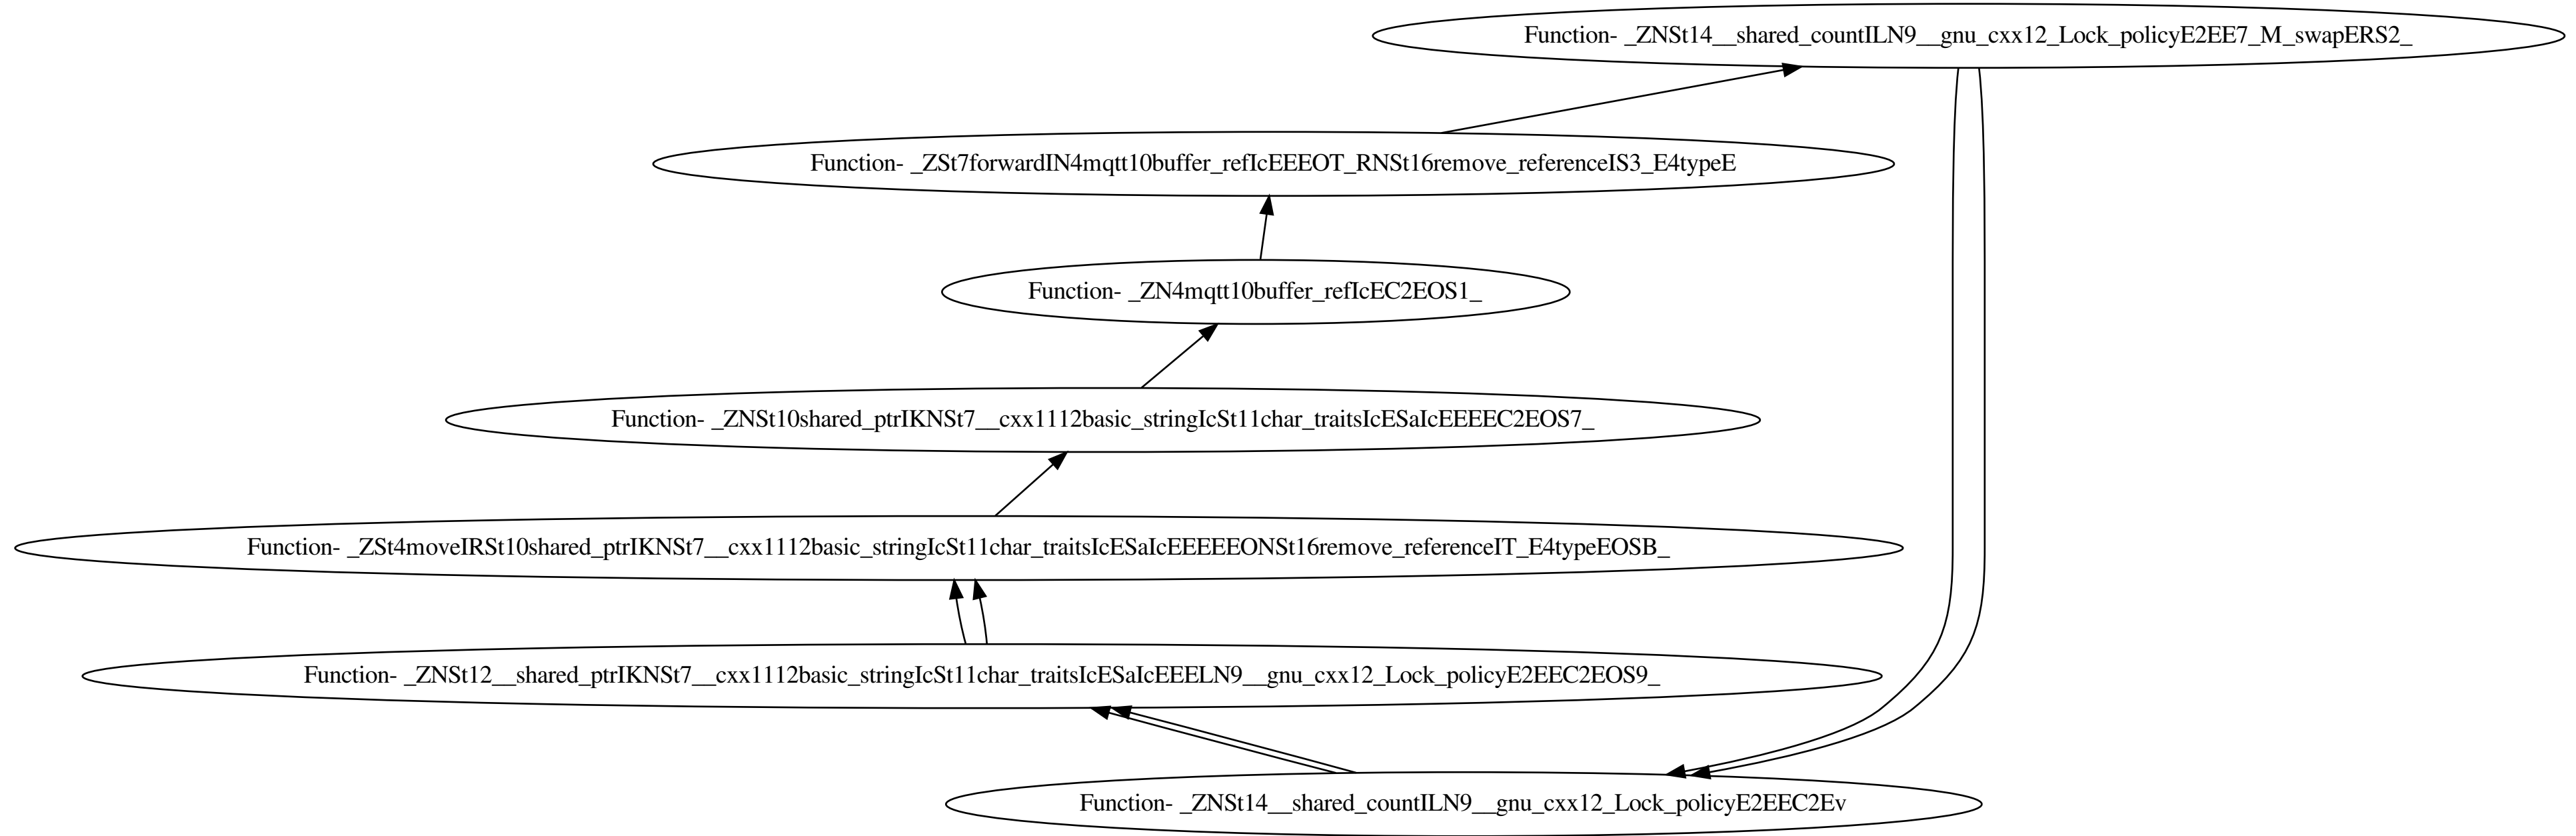 Function- _ZNSt14__shared_countILN9__gnu_cxx12_Lock_policyE2EE7_M_swapERS2_
Function- _ZSt7forwardIN4mqtt10buffer_refIcEEEOT_RNSt16remove_referenceIS3_E4typeE
Function- _ZN4mqtt10buffer_refIcEC2EOS1_
Function- _ZNSt10shared_ptrIKNSt7__cxx1112basic_stringIcSt11char_traitsIcESaIcEEEEC2EOS7_
Function- _ZSt4moveIRSt10shared_ptrIKNSt7__cxx1112basic_stringIcSt11char_traitsIcESaIcEEEEEONSt16remove_referenceIT_E4typeEOSB_
Function- _ZNSt12__shared_ptrIKNSt7__cxx1112basic_stringIcSt11char_traitsIcESaIcEEELN9__gnu_cxx12_Lock_policyE2EEC2EOS9_
Function- _ZNSt14__shared_countILN9__gnu_cxx12_Lock_policyE2EEC2Ev